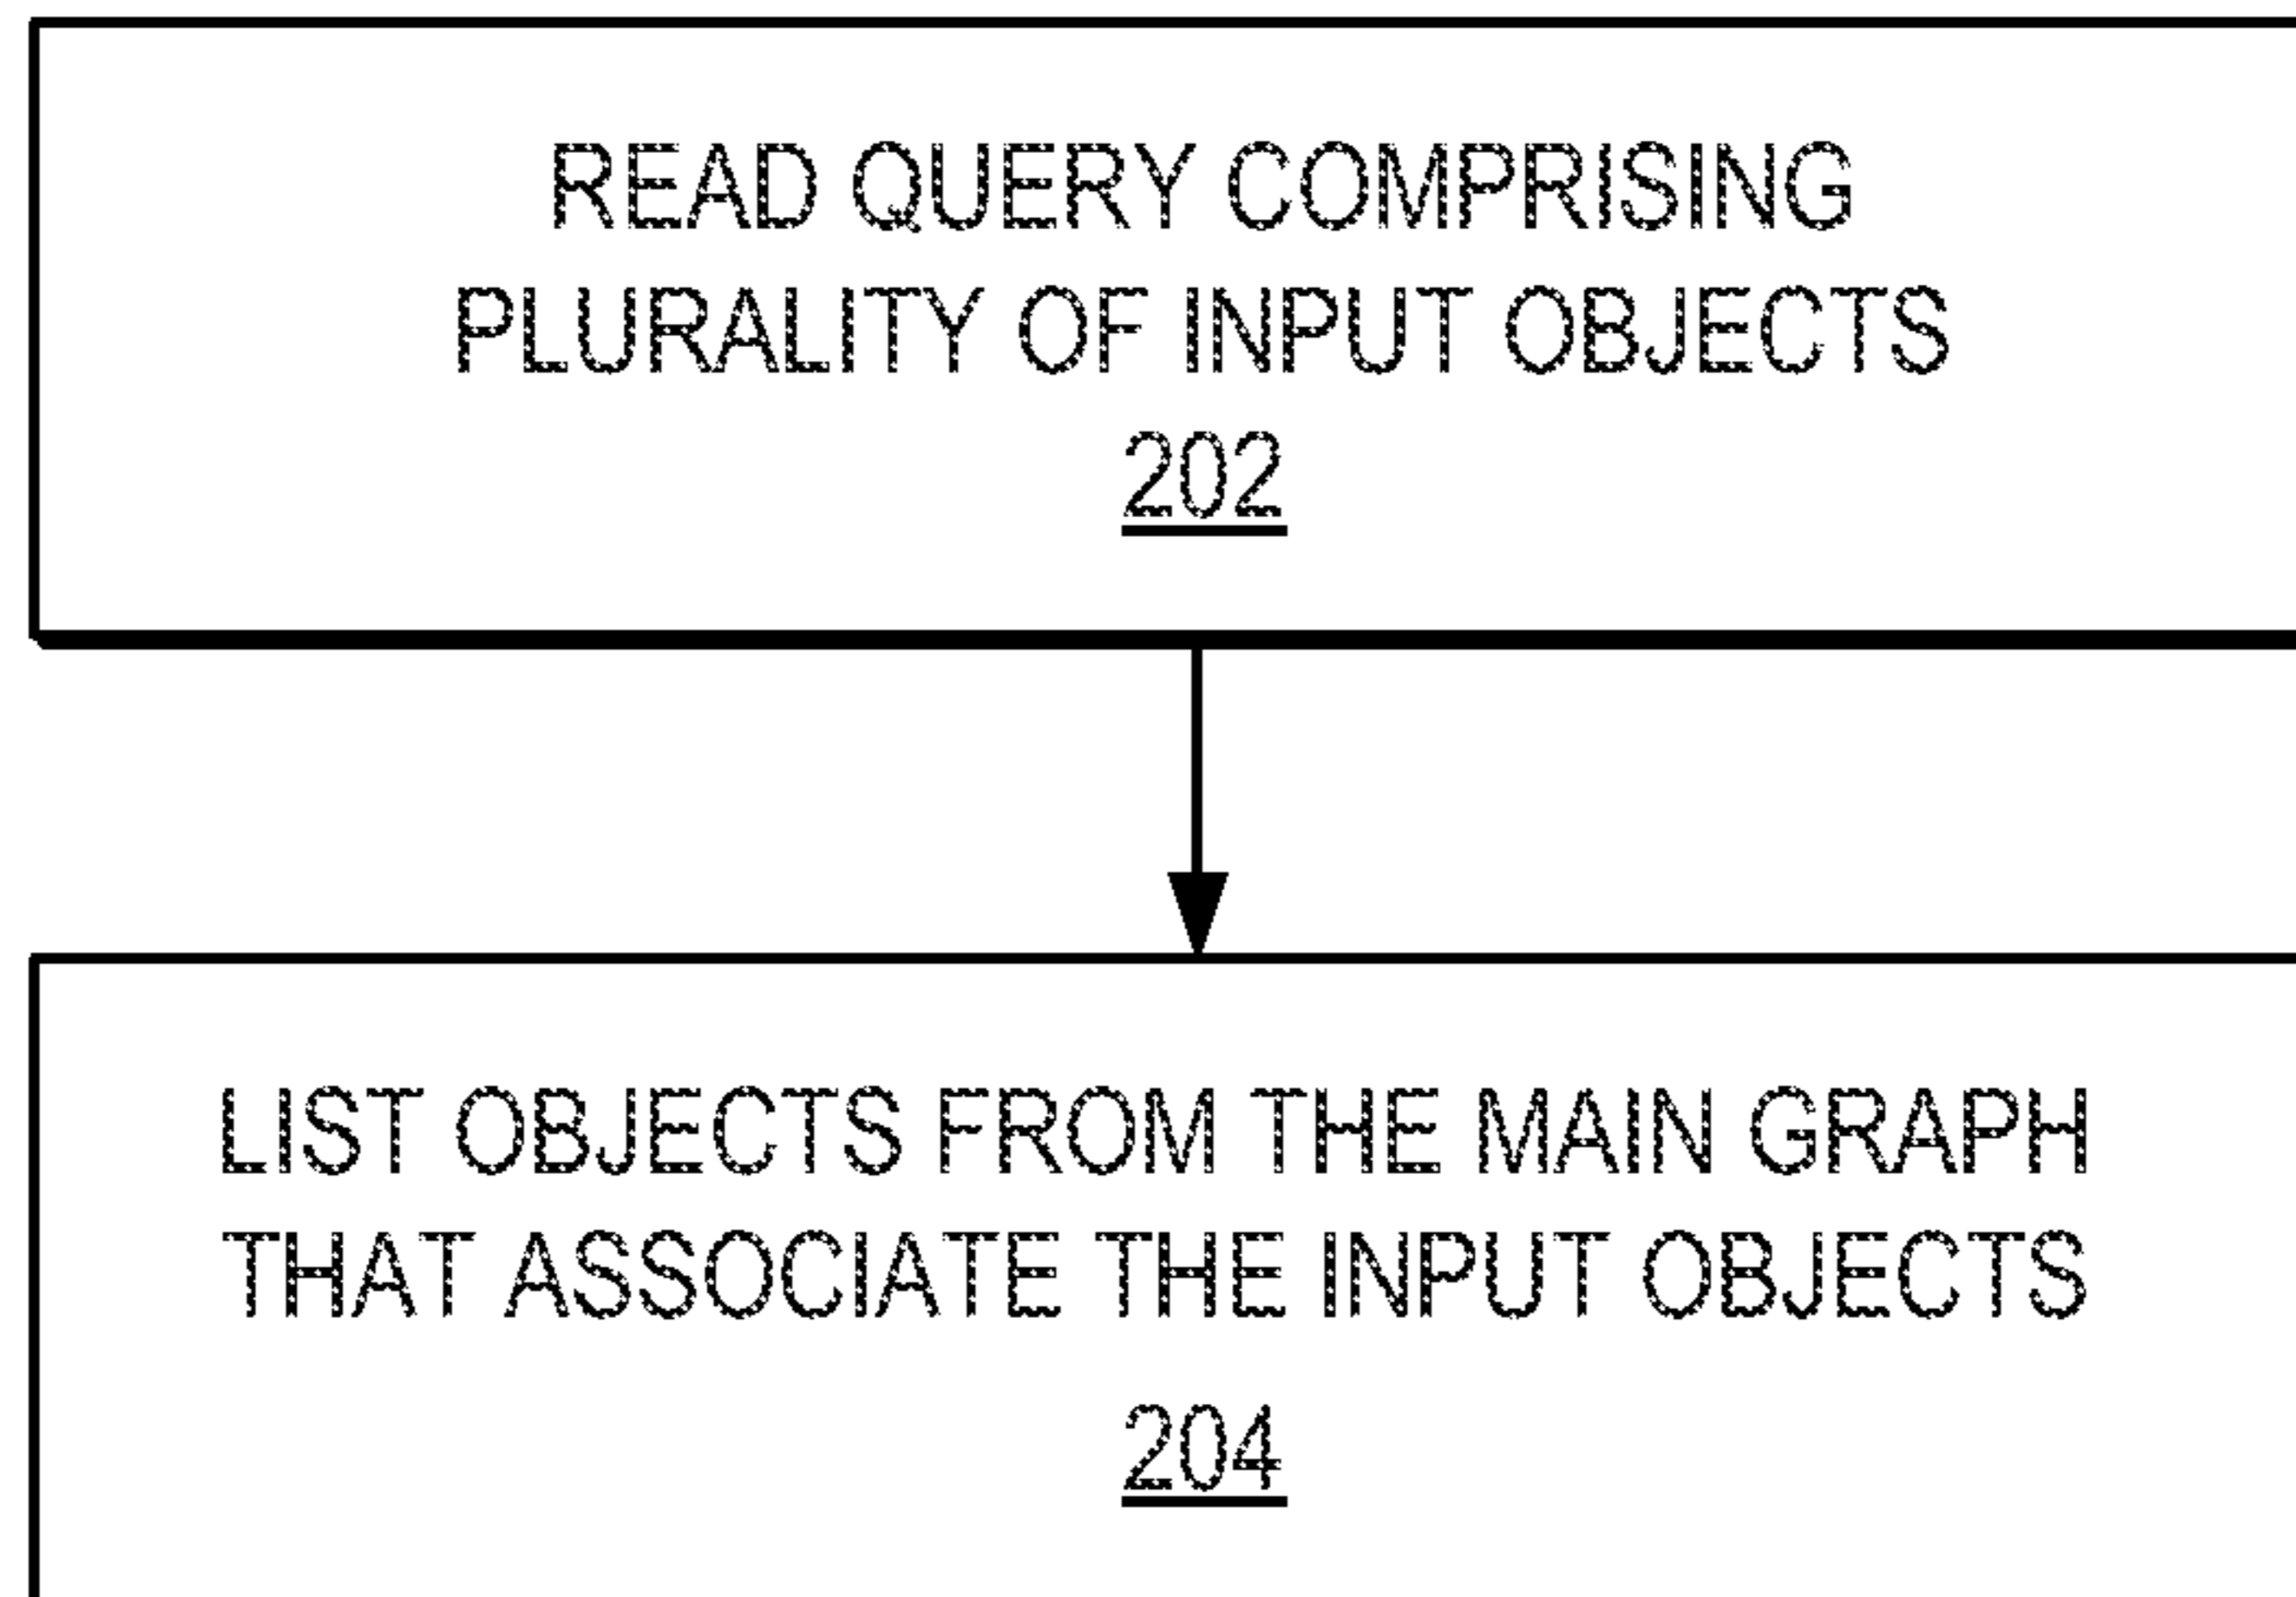 READ QUERY COMPRISING
PLURALITY OF INPUT OBJECTS
202
LIST OBJECTS FROM THE MAIN GRAPH
THAT ASSOCIATE THE INPUT OBJECTS
204